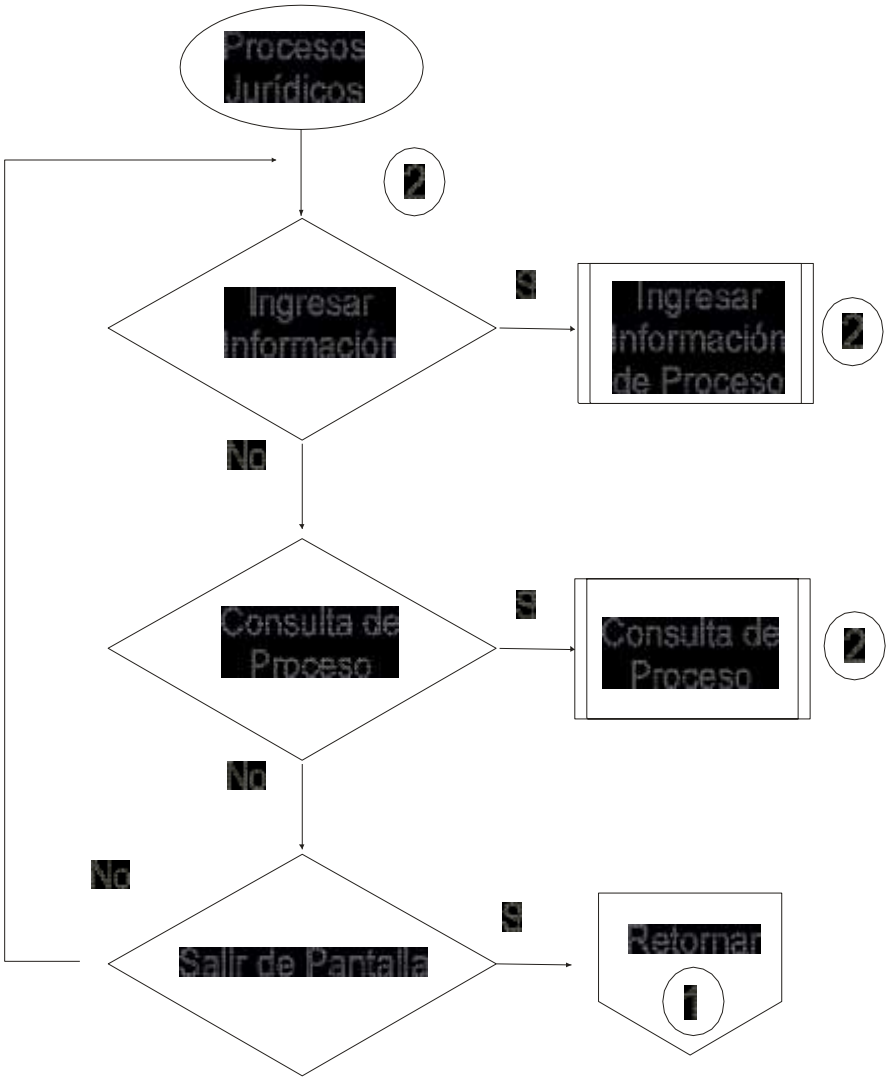 Procesos
Jurídicos
2
Ingresar
Información
S
Ingresar
Información
de Proceso
2
No
Consulta de
Proceso
S
Consulta de
Proceso
2
No
No
Salir de Pantalla
S
Retornar
1